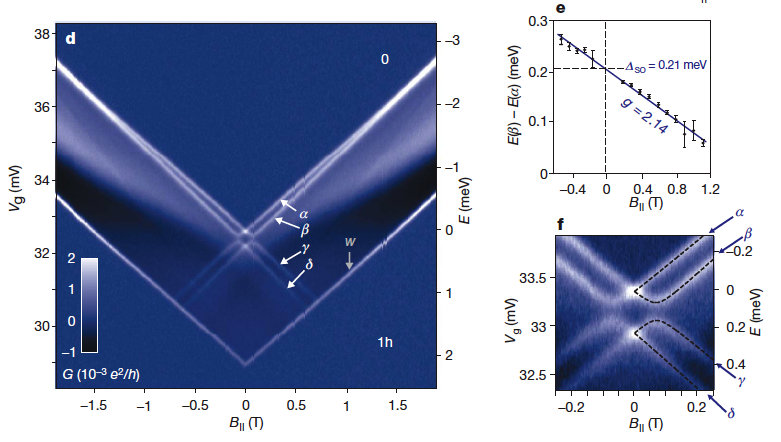 d
0
α
β
γ
δ
W
1h
2
1
0
−1
G (10⁻³ e²/h)
38
36
34
32
30
V_g (mV)
−3
−2
−1
0
1
2
E (meV)
−1.5
−1
−0.5
0
0.5
1
1.5
B_II (T)
e
0.3
0.2
0.1
0
E(β) − E(α) (meV)
Δ_SO = 0.21 meV
g = 2.14
−0.4
0
0.4
0.8
1.2
B_II (T)
f
α
β
γ
δ
33.5
33
32.5
V_g (mV)
−0.2
0
0.2
0.4
E (meV)
−0.2
0
0.2
B_II (T)